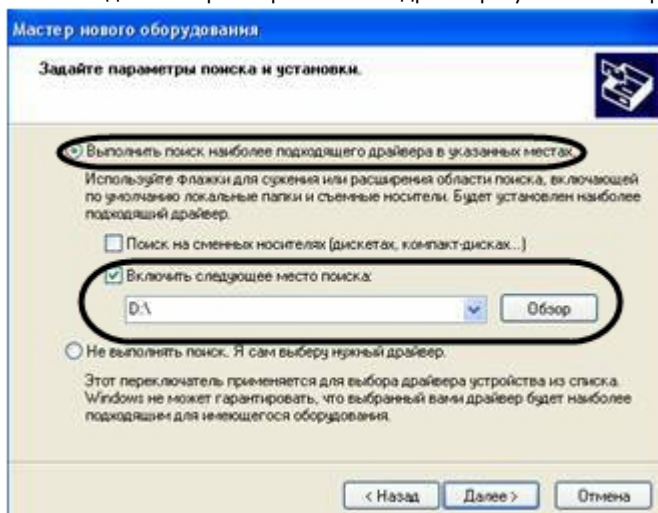 Мастер нового оборудования
Задайте параметры поиска и установки.
Выполнить поиск наиболее подходящего драйвера в указанных местах.
Используйте флажки для сужения или расширения области поиска, включающей
по умолчанию локальные папки и съемные носители. Будет установлен наиболее
подходящий драйвер.
Поиск на сменных носителях (дискетах, компакт-дисках...)
Включить следующее место поиска:
D:\
Обзор
Не выполнять поиск. Я сам выберу нужный драйвер.
Этот переключатель применяется для выбора драйвера устройства из списка.
Windows не может гарантировать, что выбранный вами драйвер будет наиболее
подходящим для имеющегося оборудования.
< Назад Далее > Отмена